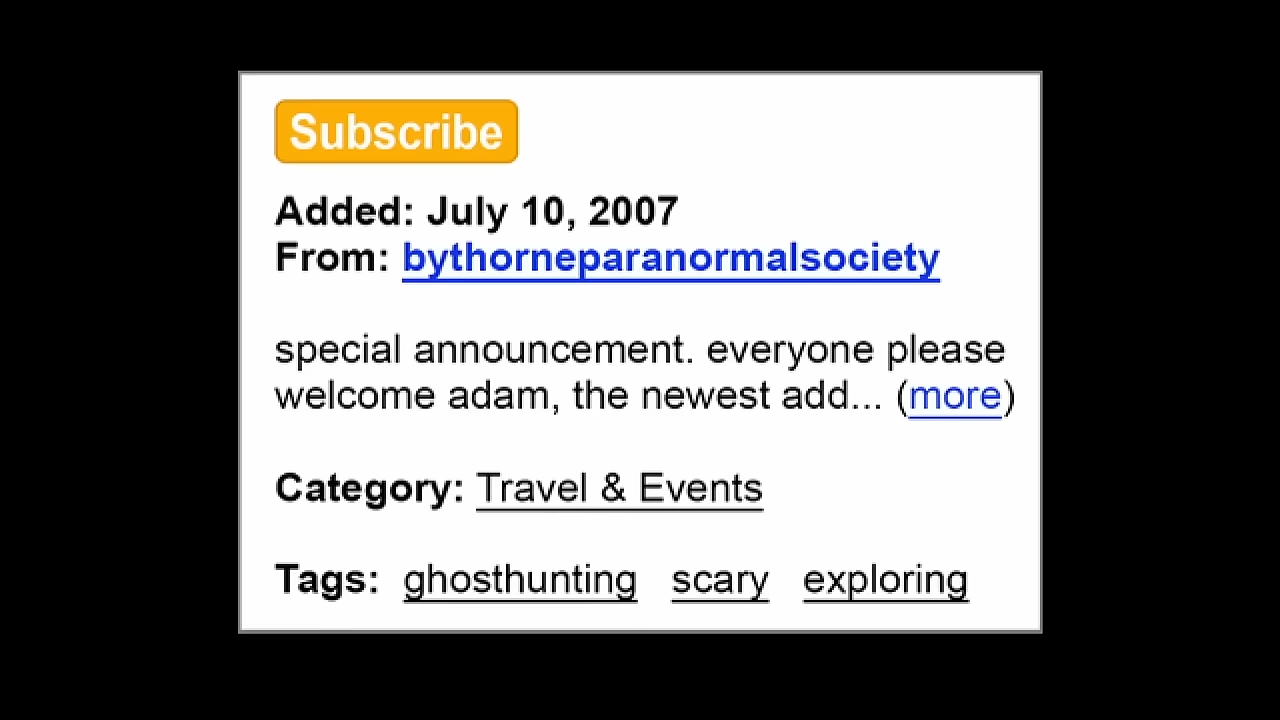 Subscribe
Added: July 10, 2007
From: bythorneparanormalsociety
special announcement. everyone please
welcome adam, the newest add... (more)
Category: Travel & Events
Tags: ghosthunting scary exploring